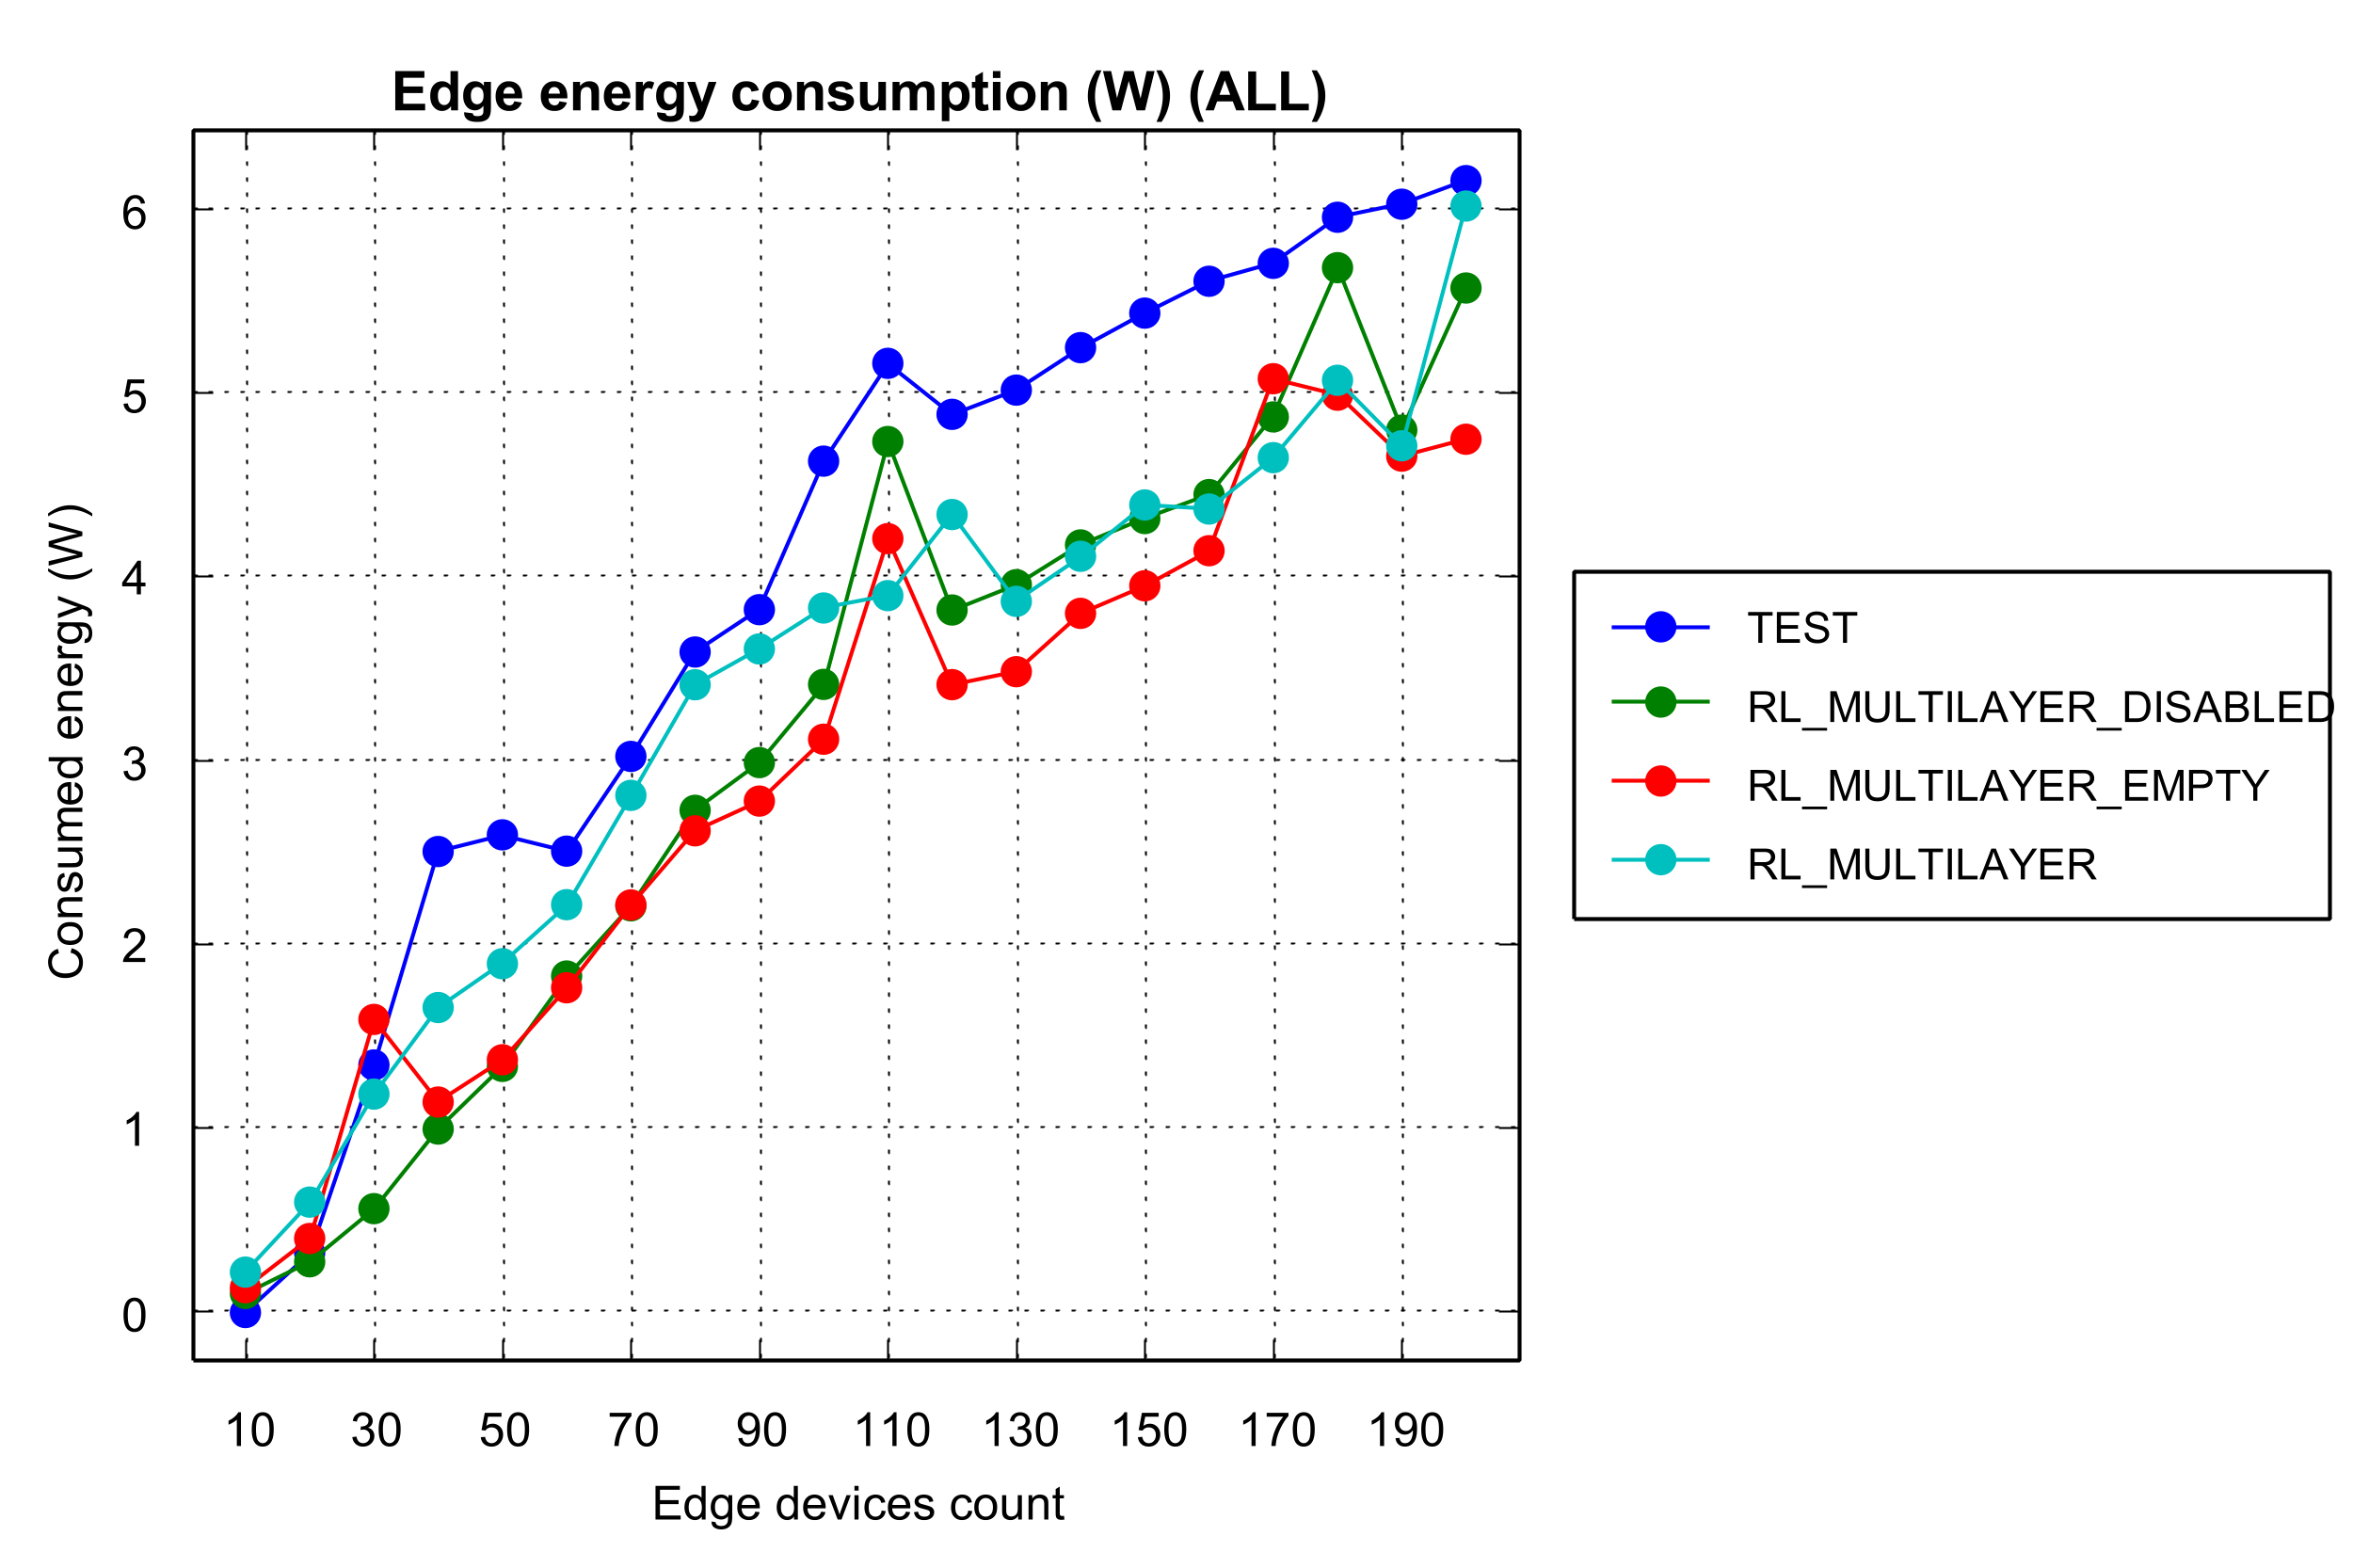 Edge energy consumption (W) (ALL)
Consumed energy (W)
6
5
4
3
2
1
0
10 30 50 70 90 110 130 150 170 190
Edge devices count
TEST
RL_MULTILAYER_DISABLED
RL_MULTILAYER_EMPTY
RL_MULTILAYER